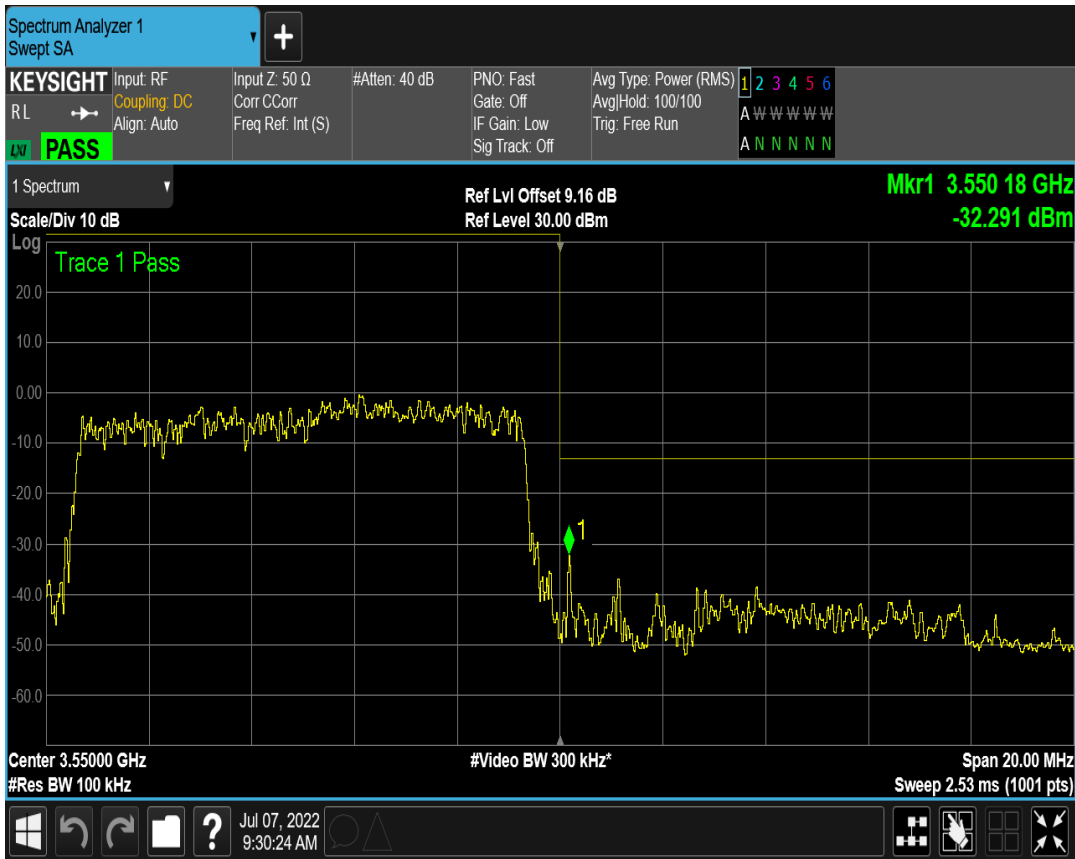 Spectrum Analyzer 1
Swept SA
+
KEYSIGHT Input: RF Input Z: 50 Ω #Atten: 40 dB PNO: Fast Avg Type: Power (RMS) 1 2 3 4 5 6
R L Coupling: DC Corr CCorr Gate: Off Avg|Hold: 100/100 A W W W W W
Align: Auto Freq Ref: Int (S) IF Gain: Low Trig: Free Run
LXI PASS Sig Track: Off A N N N N N
1 Spectrum Ref Lvl Offset 9.16 dB Mkr1 3.550 18 GHz
Scale/Div 10 dB Ref Level 30.00 dBm -32.291 dBm
Log
Trace 1 Pass
20.0
10.0
0.00
-10.0
-20.0
1
-30.0
-40.0
-50.0
-60.0
Center 3.55000 GHz #Video BW 300 kHz* Span 20.00 MHz
#Res BW 100 kHz Sweep 2.53 ms (1001 pts)
? Jul 07, 2022
9:30:24 AM